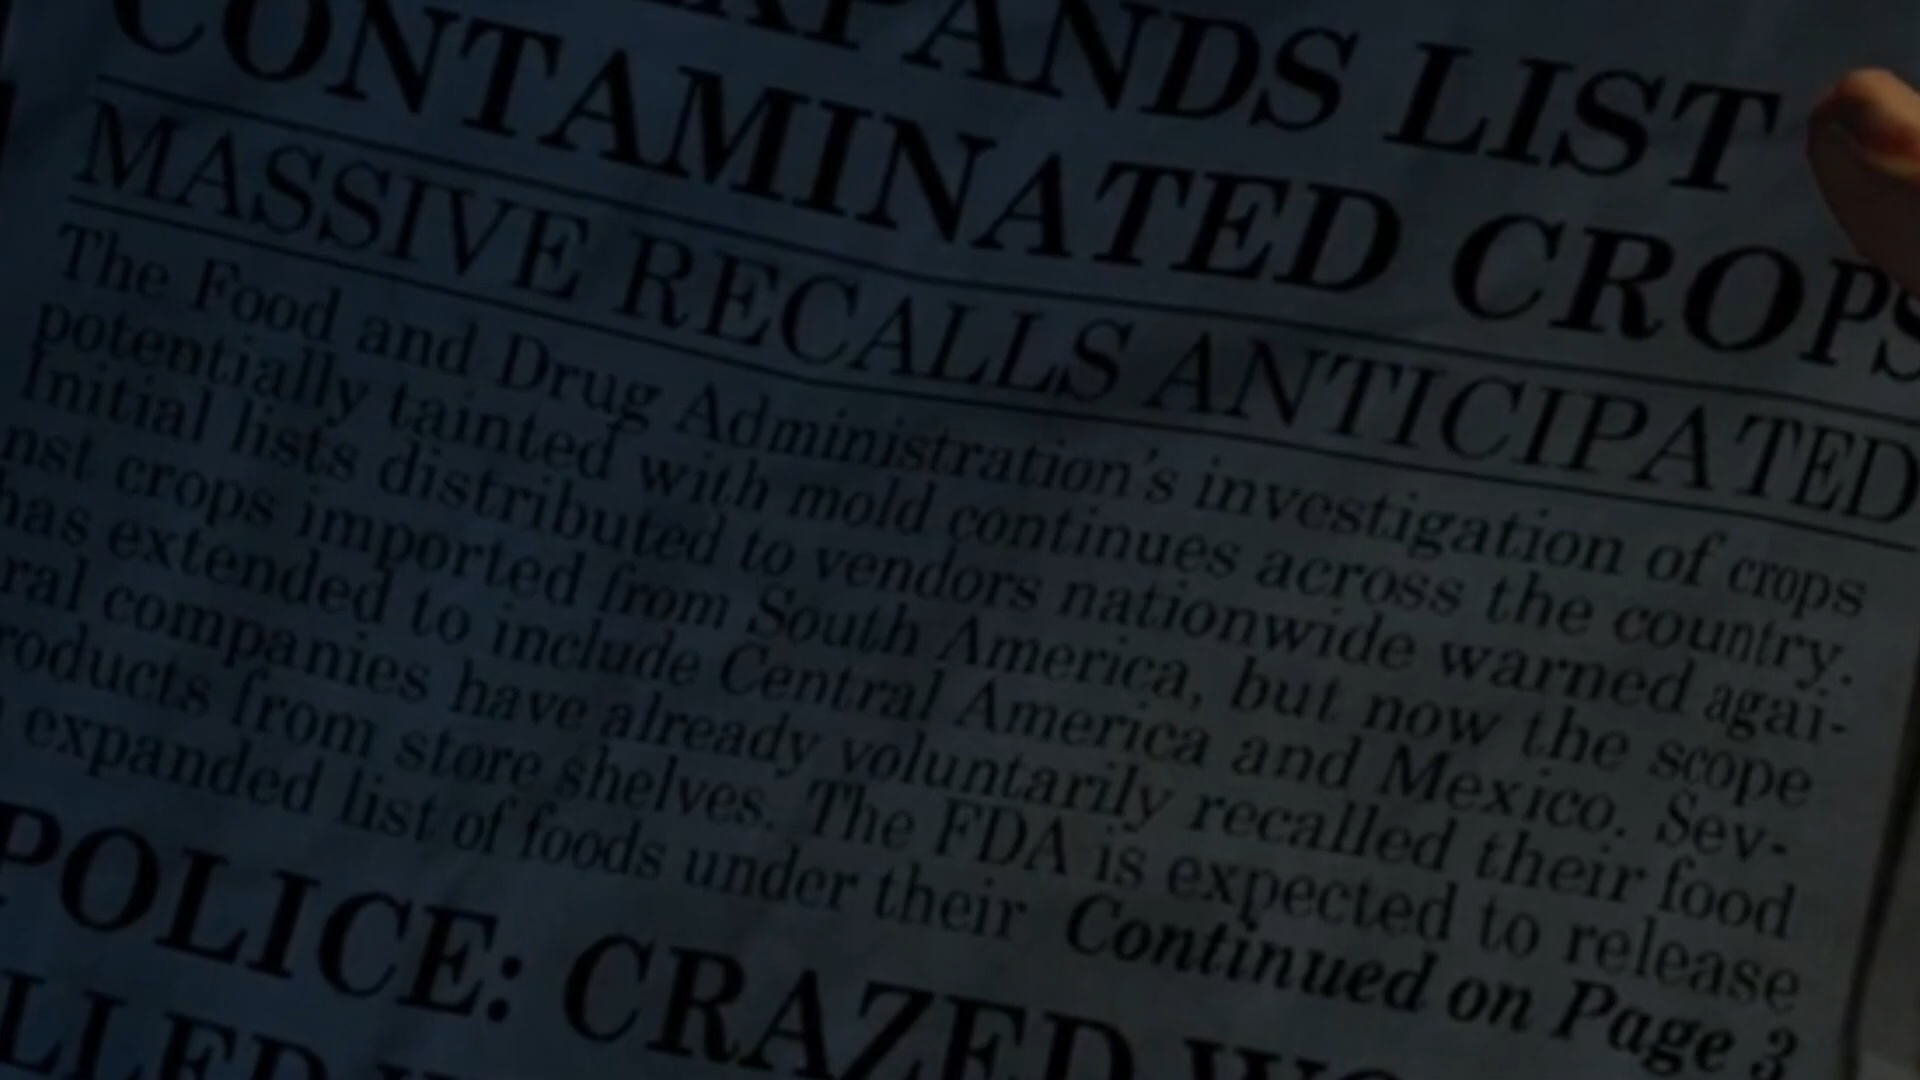 EXPANDS LIST
CONTAMINATED CROPS
MASSIVE RECALLS ANTICIPATED
The Food and Drug Administration's investigation of crops
potentially tainted with mold continues across the country.
Initial lists distributed to vendors nationwide warned agai-
nst crops imported from South America, but now the scope
has extended to include Central America and Mexico. Sev-
ral companies have already voluntarily recalled their food
roducts from store shelves. The FDA is expected to release
expanded list of foods under their Continued on Page 3
POLICE: CRAZED